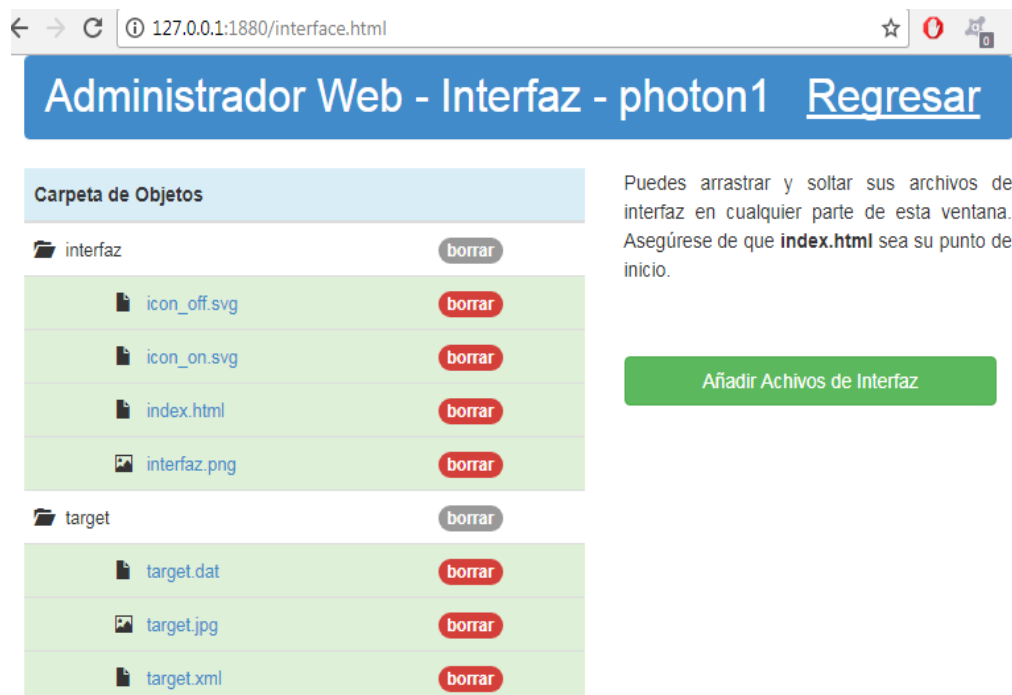 127.0.0.1:1880/interface.html
0
Administrador Web - Interfaz - photon1 Regresar
Carpeta de Objetos
interfaz borrar
icon_off.svg borrar
icon_on.svg borrar
index.html borrar
interfaz.png borrar
target borrar
target.dat borrar
target.jpg borrar
target.xml borrar
Puedes arrastrar y soltar sus archivos de
interfaz en cualquier parte de esta ventana.
Asegúrese de que index.html sea su punto de
inicio.
Añadir Achivos de Interfaz